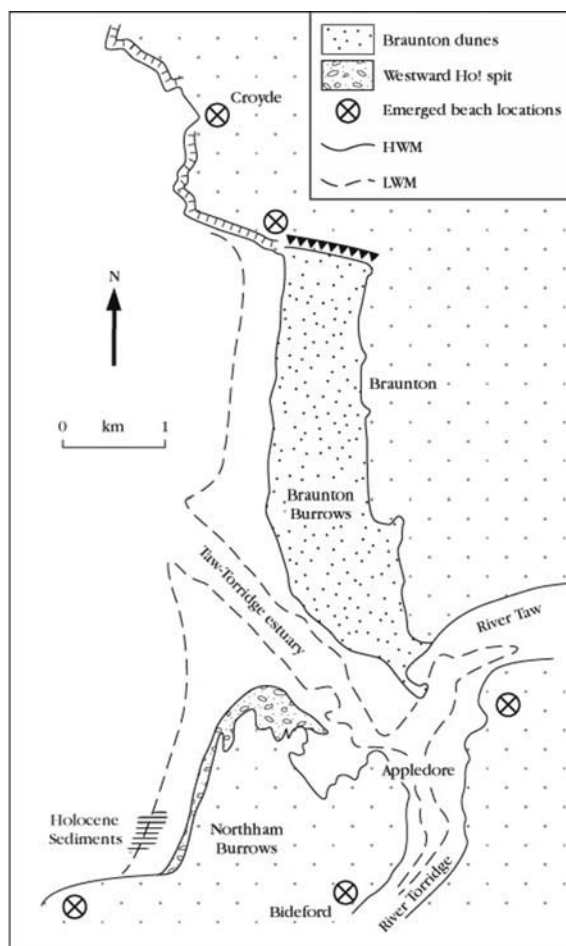 Croyde
Braunton dunes
Westward Ho! spit
Emerged beach locations
HWM
LWM
N
0 km 1
Braunton
Braunton
Burrows
Taw-Torridge estuary
River Taw
Appledore
Holocene
Sediments
Northham
Burrows
Bideford
River Torridge